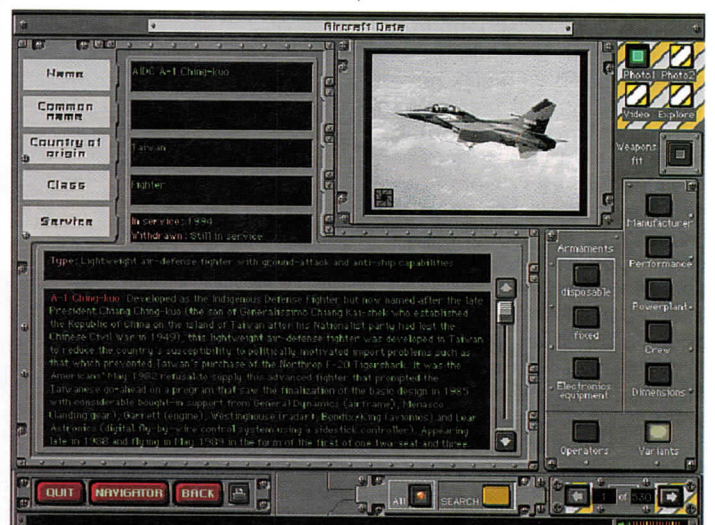 Aircraft Data
Name
AIDC A-1 Ching-kuo
Common
name
Country of
origin
Taiwan
Class
Fighter
Service
In service: 1994
Withdrawn: Still in service
Photo1 Photo2
Video Explore
Weapons
fit
Manufacturer
Performance
Powerplant
Crew
Dimensions
Armaments
disposable
fixed
Electronics
equipment
Operators
Variants
Type: Lightweight air-defense fighter with ground-attack and anti-ship capabilities
A-1 Ching-kuo: Developed as the Indigenous Defense Fighter but now named after the late
President Chiang Ching-kuo (the son of Generalissimo Chiang Kai-shek who established
the Republic of China on the island of Taiwan after his Nationalist party had lost the
Chinese Civil War in 1949), this lightweight air-defense fighter was developed in Taiwan
to reduce the country's susceptibility to politically motivated import problems such as
that which prevented Taiwan's purchase of the Northrop F-20 Tigershark. It was the
Americans' May 1982 refusal to supply this advanced fighter that prompted the
Taiwanese go-ahead on a program that saw the finalization of the basic design in 1985
with considerable bought-in support from General Dynamics (airframe), Menasco
(landing gear), Garrett (engine), Westinghouse (radar), Bendix-King (avionics) and Lear
Astronics (digital fly-by-wire control system using a sidestick controller). Appearing
late in 1988 and flying in May 1989 in the form of the first of one two-seat and three
QUIT NAVIGATOR BACK
All SEARCH
1 of 530